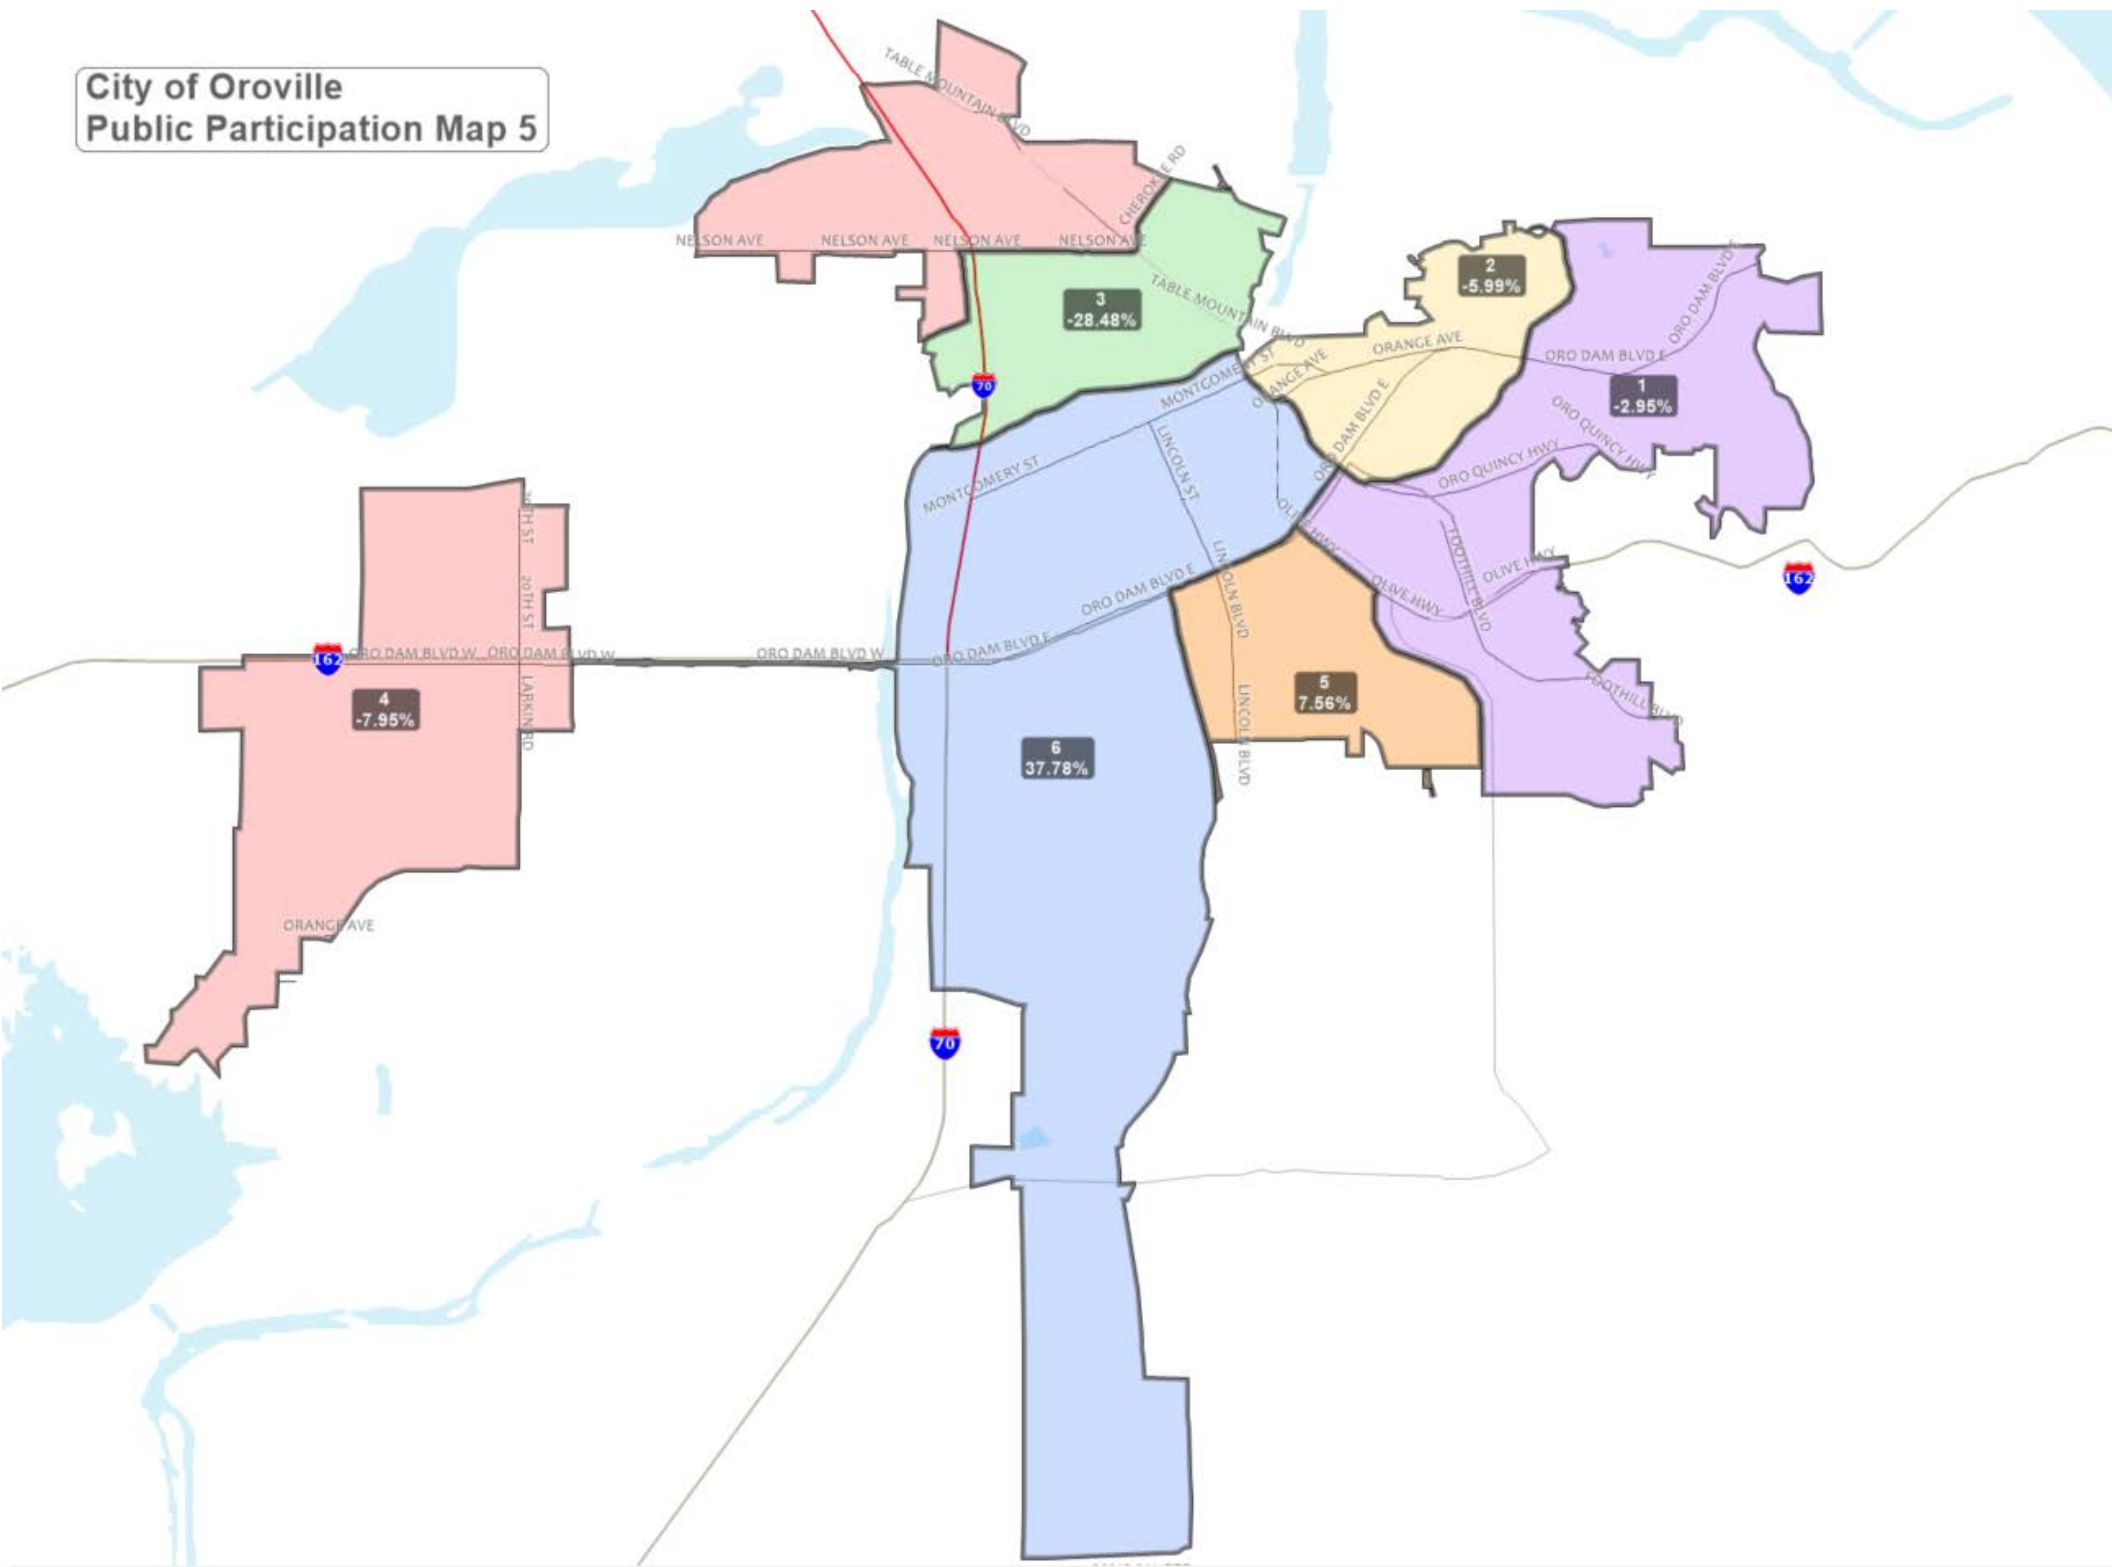 City of Oroville
Public Participation Map 5
TABLE MOUNTAIN BLVD
CHEROKEE RD
NELSON AVE
NELSON AVE
NELSON AVE
NELSON AVE
3
-28.48%
TABLE MOUNTAIN BLVD
2
-5.99%
ORO DAM BLVD E
MONTGOMERY ST
ORANGE AVE
ORANGE AVE
ORO DAM BLVD E
1
-2.95%
70
ORO DAM BLVD E
ORO QUINCY HWY
ORO QUINCY HWY
MONTGOMERY ST
LINCOLN ST
OLIVE HWY
FOOTHILL BLVD
OLIVE HWY
OLIVE HWY
162
20TH ST
20TH ST
LINCOLN BLVD
ORO DAM BLVD E
162
ORO DAM BLVD W
ORO DAM BLVD W
ORO DAM BLVD W
ORO DAM BLVD E
4
-7.95%
LARKIN RD
5
7.56%
LINCOLN BLVD
FOOTHILL BLVD
6
37.78%
ORANGE AVE
70